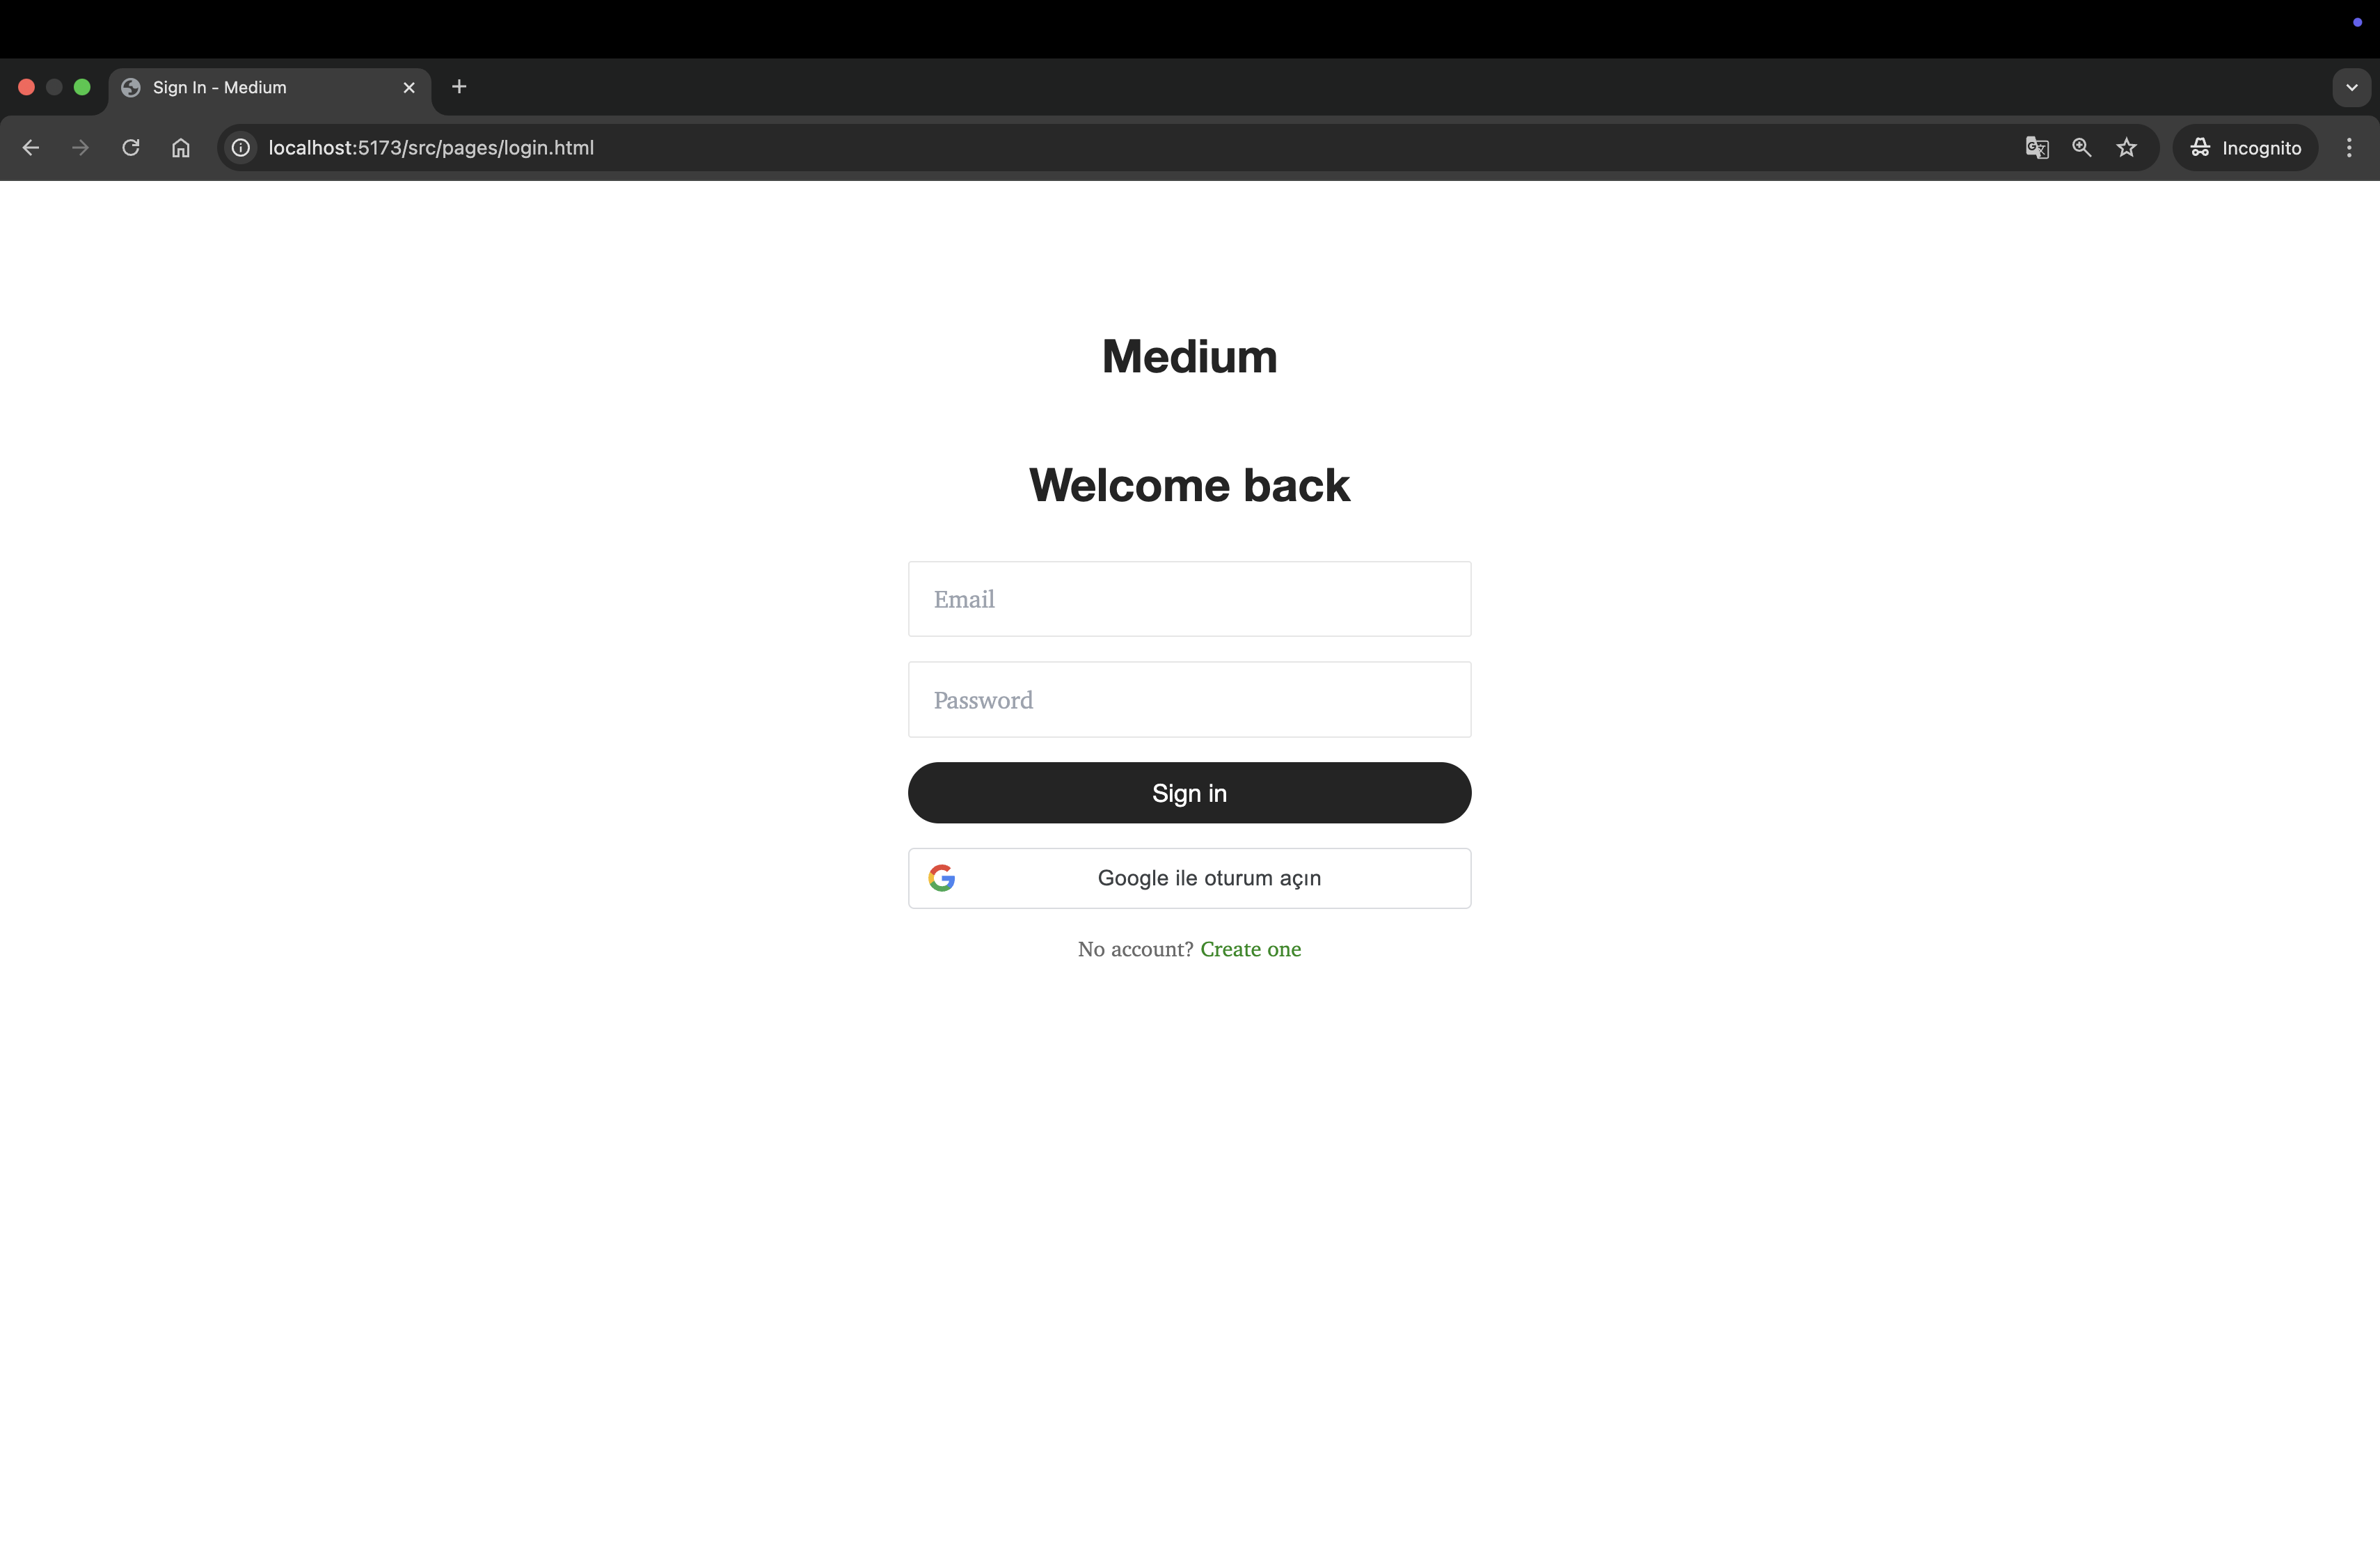 Sign In - Medium
localhost:5173/src/pages/login.html
Incognito
Medium
Welcome back
Email
Password
Sign in
Google ile oturum açın
No account? Create one